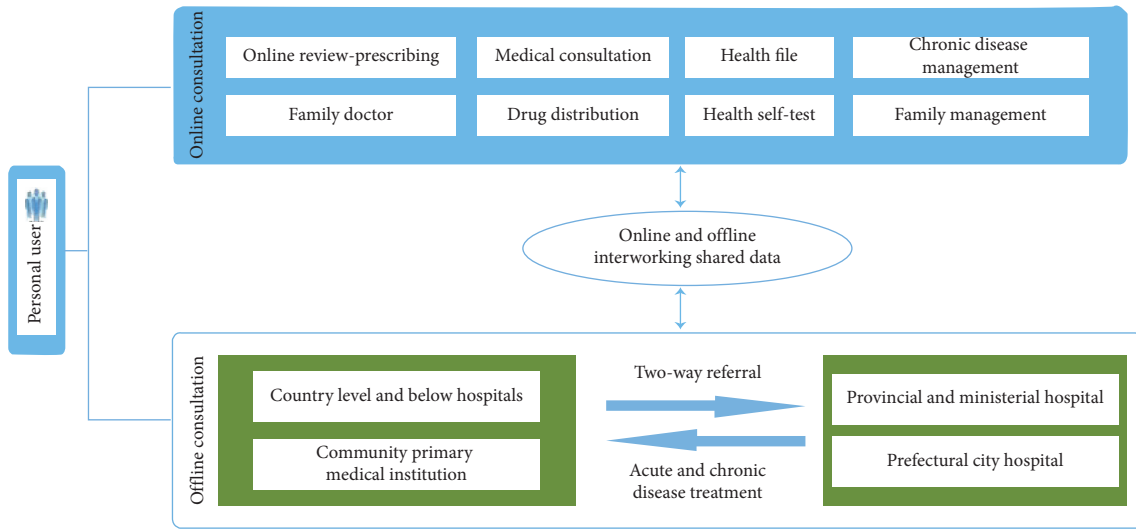 Personal user
Online consultation
Online review-prescribing
Medical consultation
Health file
Chronic disease
management
Family doctor
Drug distribution
Health self-test
Family management
Online and offline
interworking shared data
Offline consultation
Country level and below hospitals
Community primary
medical institution
Two-way referral
Acute and chronic
disease treatment
Provincial and ministerial hospital
Prefectural city hospital